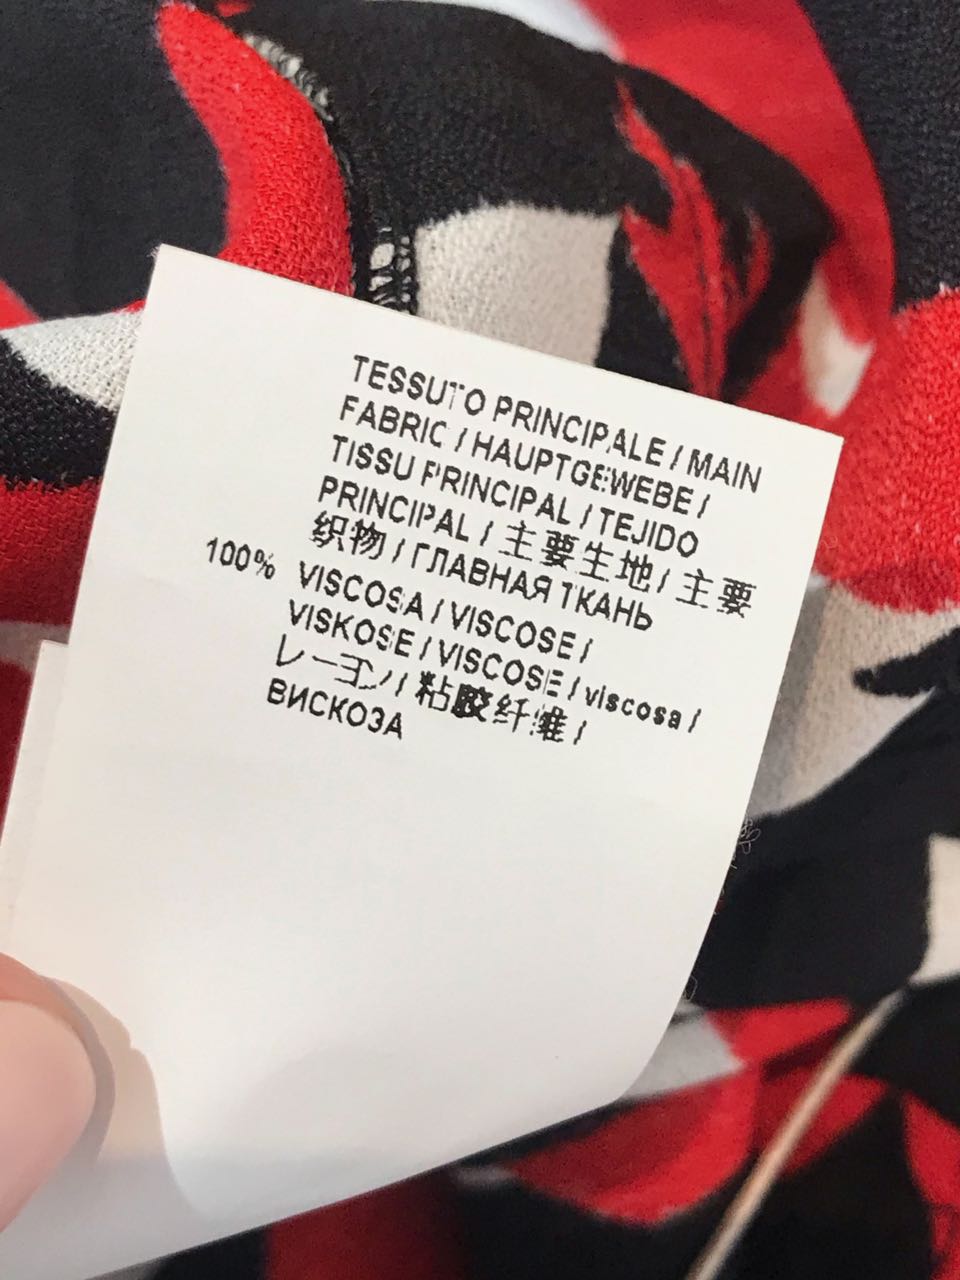 TESSUTO PRINCIPALE / MAIN
FABRIC / HAUPTGEWEBE /
TISSU PRINCIPAL / TEJIDO
PRINCIPAL / 主要生地 / 主要
织物 / ГЛАВНАЯ ТКАНЬ
100% VISCOSA / VISCOSE /
VISKOSE / VISCOSE / viscosa /
レーヨン / 粘胶纤维 /
ВИСКОЗА